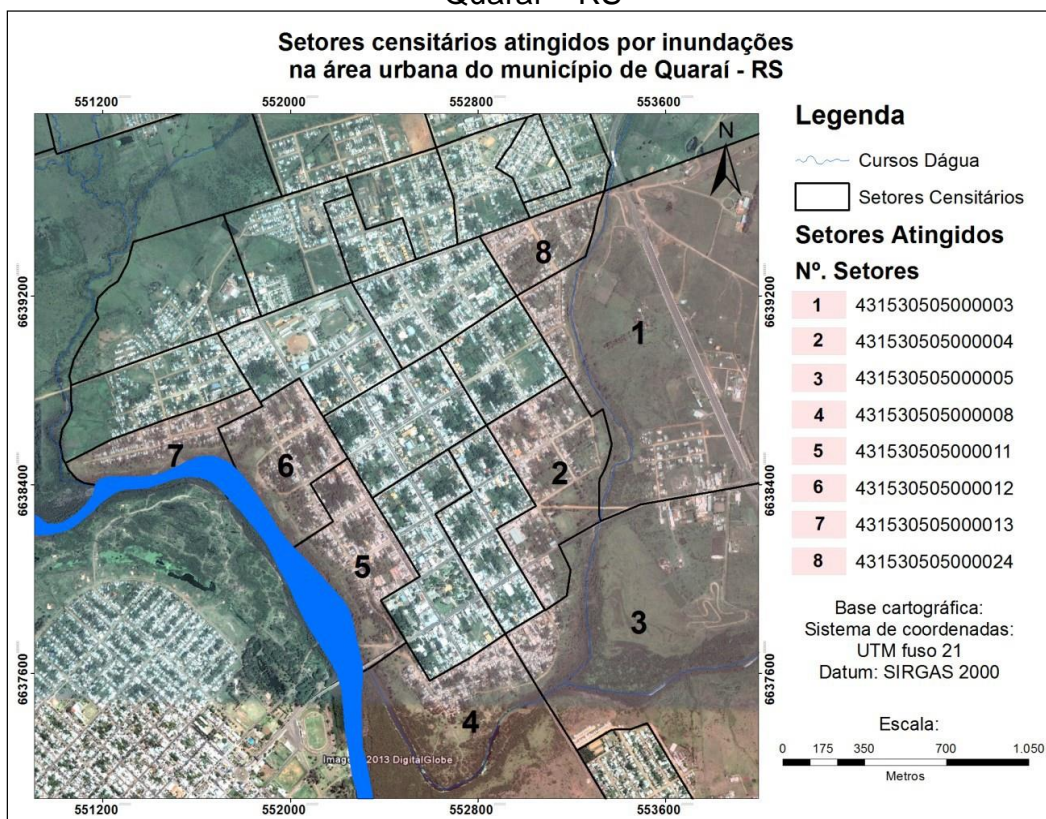 Quaraí – RS
Setores censitários atingidos por inundações
na área urbana do município de Quaraí - RS
551200 552000 552800 553600
6639200
6638400
6637600
N
8
1
2
7
6
5
3
4
Image © 2013 DigitalGlobe
6639200
6638400
6637600
551200 552000 552800 553600
Legenda
Cursos Dágua
Setores Censitários
Setores Atingidos
Nº. Setores
1 431530505000003
2 431530505000004
3 431530505000005
4 431530505000008
5 431530505000011
6 431530505000012
7 431530505000013
8 431530505000024
Base cartográfica:
Sistema de coordenadas:
UTM fuso 21
Datum: SIRGAS 2000
Escala:
0 175 350 700 1.050
Metros